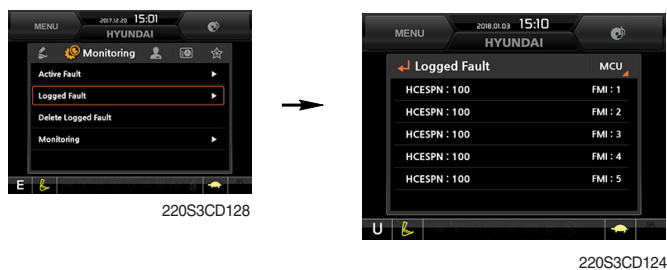 MENU
2017.12.20 15:01
HYUNDAI
Monitoring
Active Fault
Logged Fault
Delete Logged Fault
Monitoring
E
220S3CD128
MENU
2018.01.03 15:10
HYUNDAI
Logged Fault MCU
HCESPN : 100 FMI : 1
HCESPN : 100 FMI : 2
HCESPN : 100 FMI : 3
HCESPN : 100 FMI : 4
HCESPN : 100 FMI : 5
U
220S3CD124